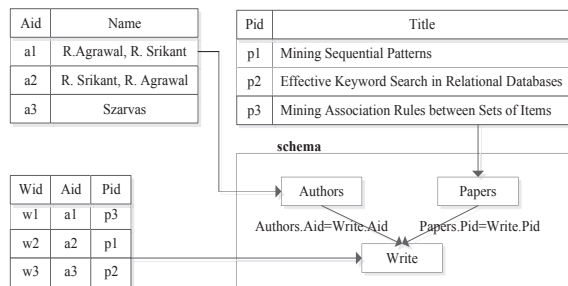 Aid Name
a1 R.Agrawal, R. Srikant
a2 R. Srikant, R. Agrawal
a3 Szarvas
Pid Title
p1 Mining Sequential Patterns
p2 Effective Keyword Search in Relational Databases
p3 Mining Association Rules between Sets of Items
schema
Wid Aid Pid
w1 a1 p3
w2 a2 p1
w3 a3 p2
Authors Papers
Authors.Aid=Write.Aid Papers.Pid=Write.Pid
Write